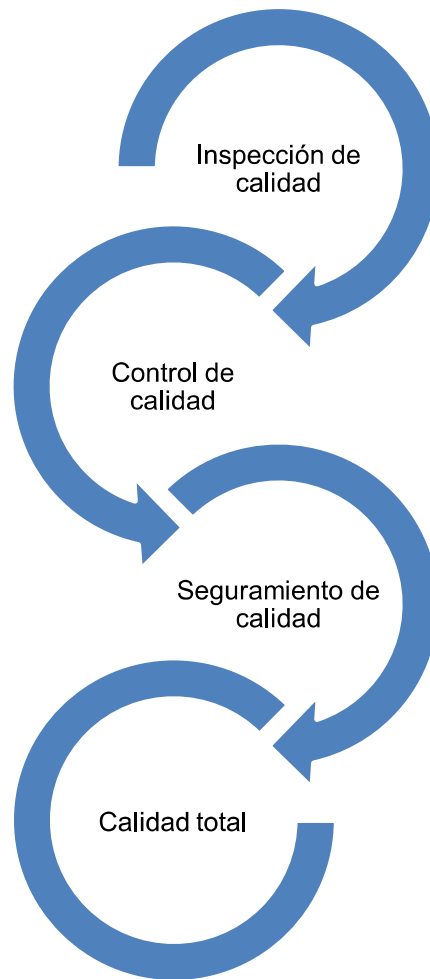 Inspección de
calidad
Control de
calidad
Seguramiento de
calidad
Calidad total